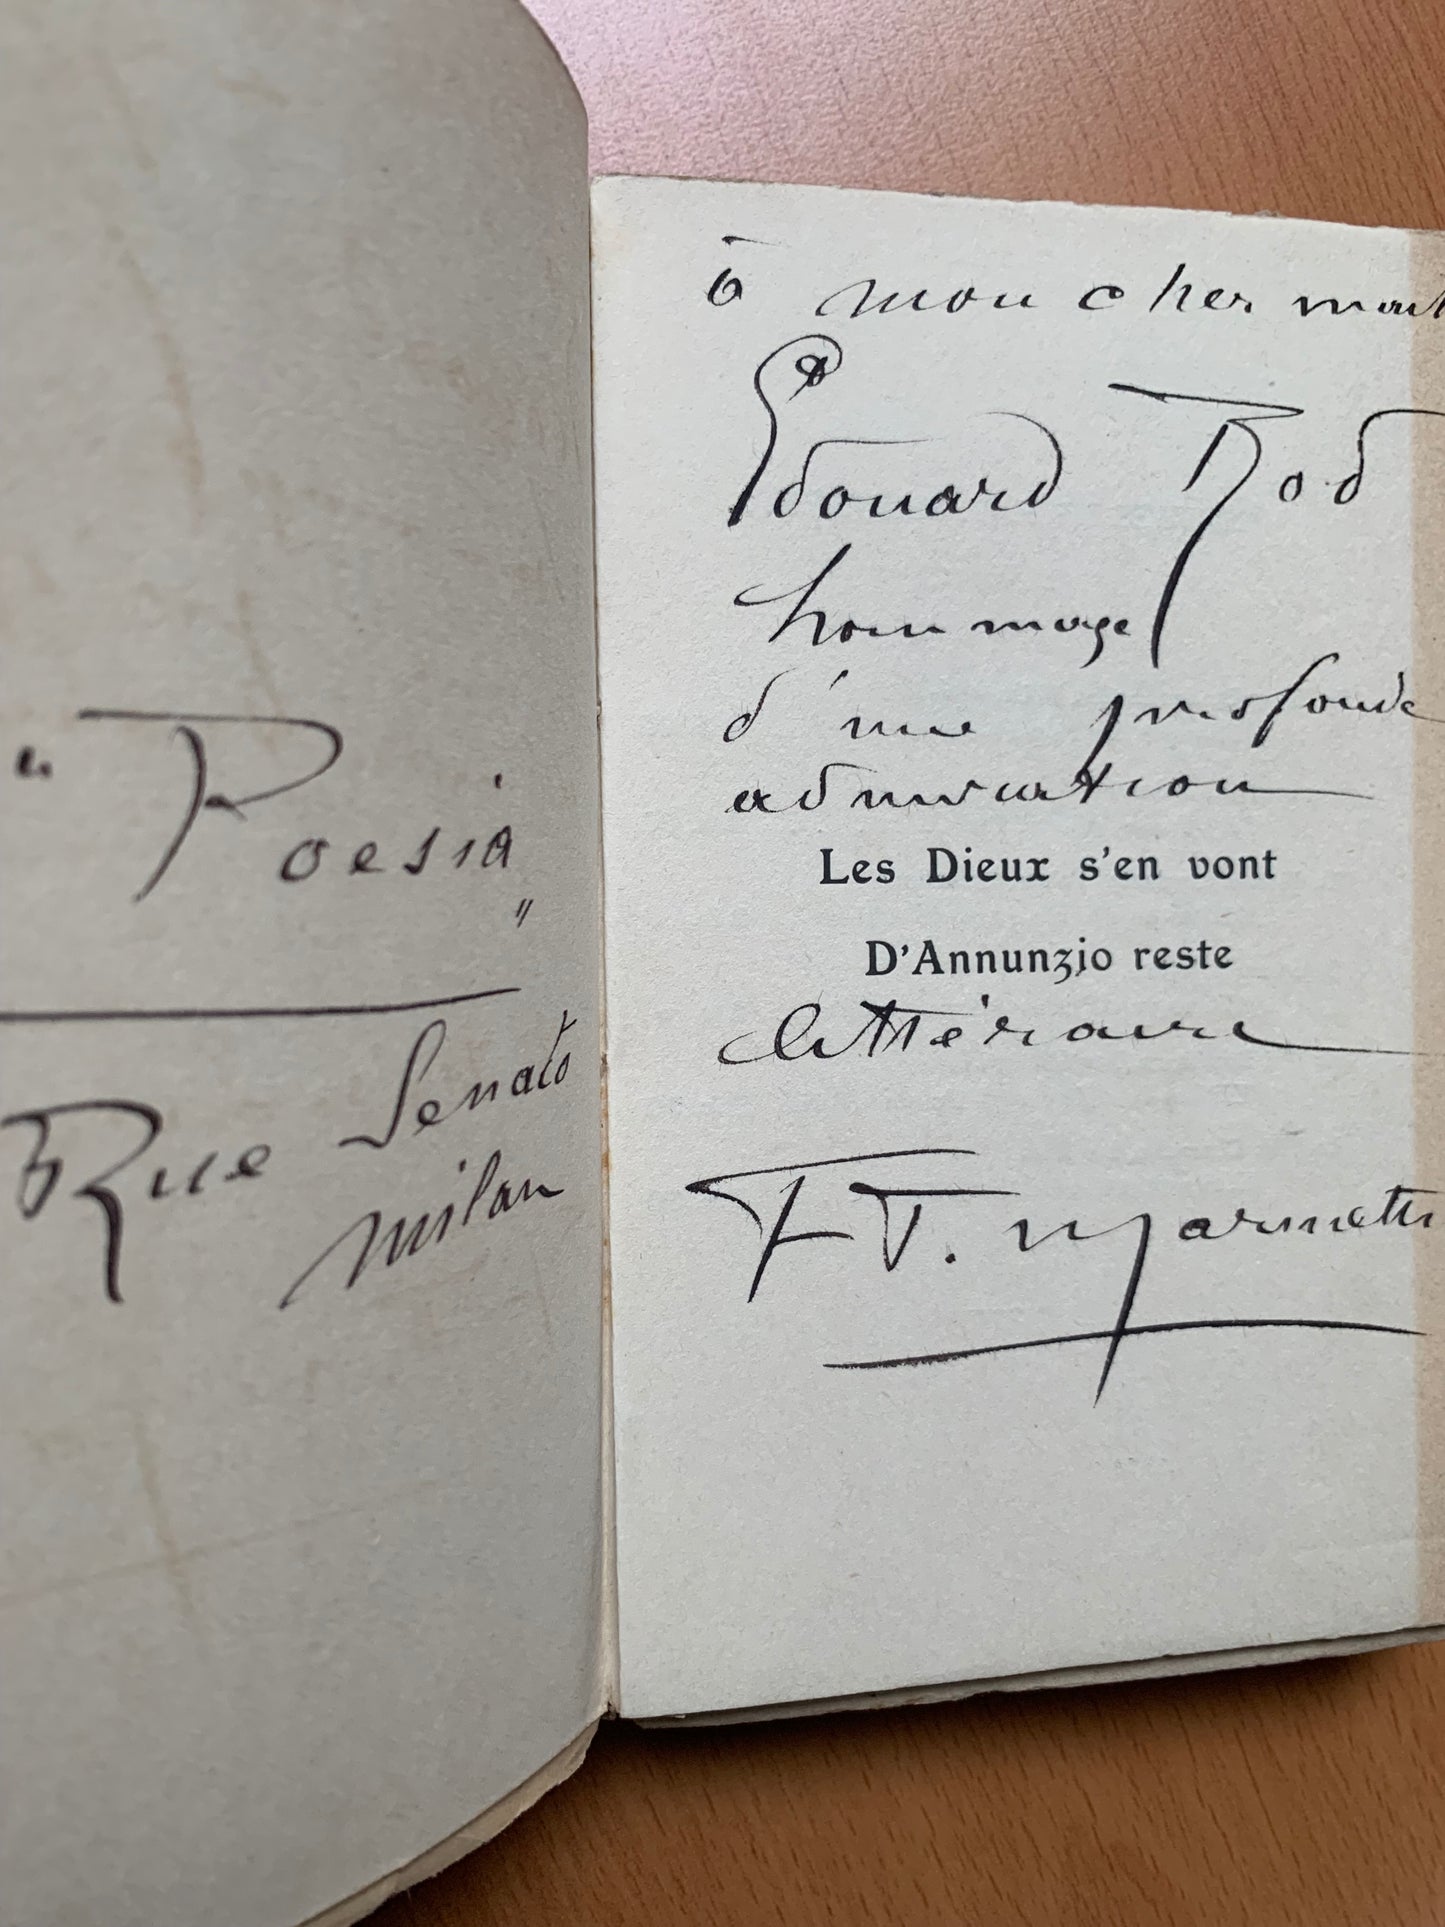 "Poesia"
Rue Senato
Milan
à mon cher
Édouard Rod
hommage
d'une profonde
admiration
Les Dieux s'en vont
D'Annunzio reste
littéraire
F. T. Marinetti